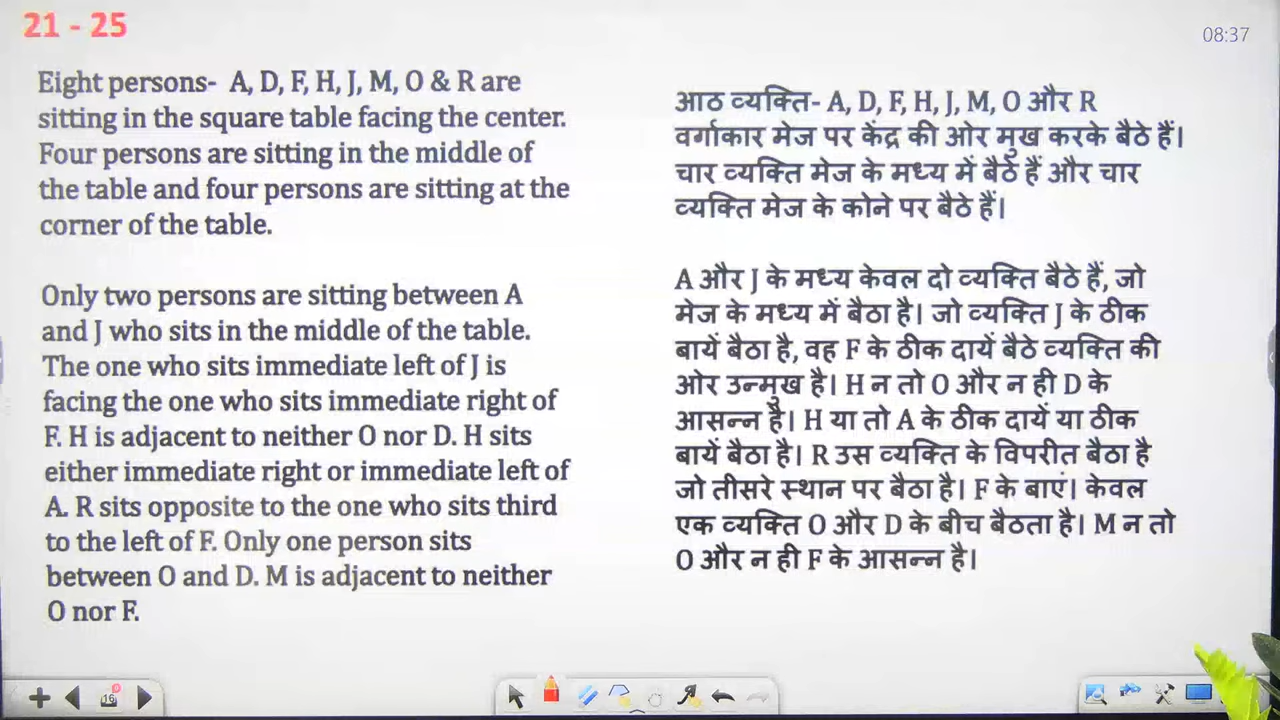 21 - 25
08:37
Eight persons- A, D, F, H, J, M, O & R are
sitting in the square table facing the center.
Four persons are sitting in the middle of
the table and four persons are sitting at the
corner of the table.
Only two persons are sitting between A
and J who sits in the middle of the table.
The one who sits immediate left of J is
facing the one who sits immediate right of
F. H is adjacent to neither O nor D. H sits
either immediate right or immediate left of
A. R sits opposite to the one who sits third
to the left of F. Only one person sits
between O and D. M is adjacent to neither
O nor F.
आठ व्यक्ति- A, D, F, H, J, M, O और R
वर्गाकार मेज पर केंद्र की ओर मुख करके बैठे हैं।
चार व्यक्ति मेज के मध्य में बैठे हैं और चार
व्यक्ति मेज के कोने पर बैठे हैं।
A और J के मध्य केवल दो व्यक्ति बैठे हैं, जो
मेज के मध्य में बैठा है। जो व्यक्ति J के ठीक
बायें बैठा है, वह F के ठीक दायें बैठे व्यक्ति की
ओर उन्मुख है। H न तो O और न ही D के
आसन्न है। H या तो A के ठीक दायें या ठीक
बायें बैठा है। R उस व्यक्ति के विपरीत बैठा है
जो तीसरे स्थान पर बैठा है। F के बाएं। केवल
एक व्यक्ति O और D के बीच बैठता है। M न तो
O और न ही F के आसन्न है।
16